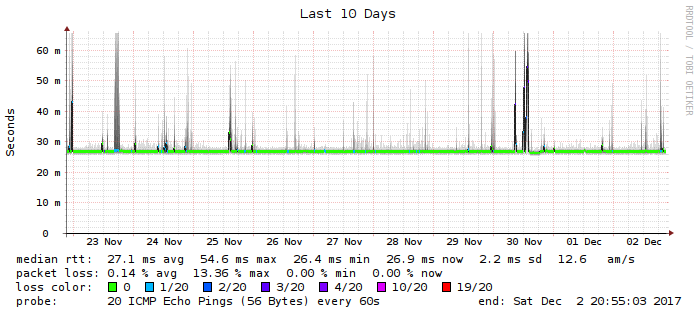 Last 10 Days
RRDTOOL / TOBI OETIKER
Seconds
60 m
50 m
40 m
30 m
20 m
10 m
0
23 Nov 24 Nov 25 Nov 26 Nov 27 Nov 28 Nov 29 Nov 30 Nov 01 Dec 02 Dec
median rtt: 27.1 ms avg 54.6 ms max 26.4 ms min 26.9 ms now 2.2 ms sd 12.6 am/s
packet loss: 0.14 % avg 13.36 % max 0.00 % min 0.00 % now
loss color: 0 1/20 2/20 3/20 4/20 10/20 19/20
probe: 20 ICMP Echo Pings (56 Bytes) every 60s end: Sat Dec 2 20:55:03 2017